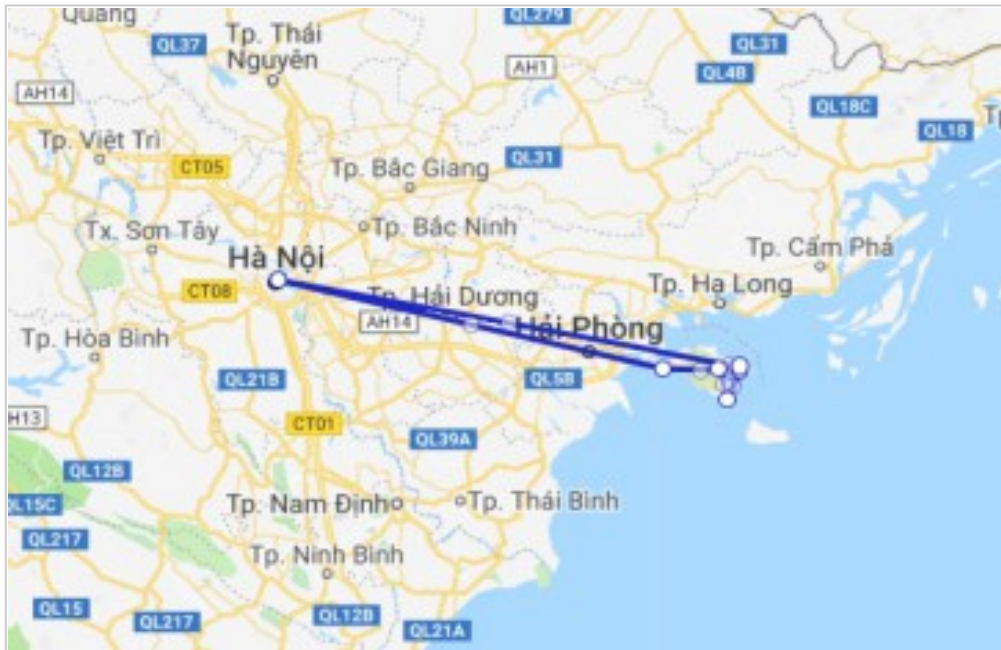 Quang
QL279
QL37
Tp. Thái
Nguyên
QL31
AH1
QL4B
AH14
QL18C
QL18
Tp. Việt Trì
CT05
QL31
Tp. Bắc Giang
Tx. Sơn Tây
Tp. Bắc Ninh
Tp. Cẩm Phả
Hà Nội
CT08
Tp. Hải Dương
Tp. Hạ Long
AH14
Hải Phòng
Tp. Hòa Bình
QL21B
QL5B
H13
CT01
QL39A
QL12B
QL15C
Tp. Nam Định
Tp. Thái Bình
QL217
Tp. Ninh Bình
QL15
QL217
QL12B
QL21A